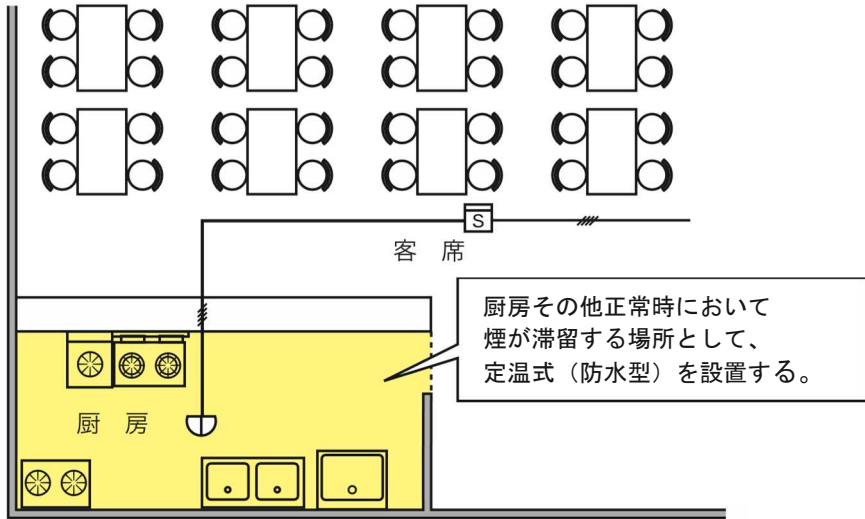 S
客 席
厨房その他正常時において
煙が滞留する場所として、
定温式（防水型）を設置する。
厨 房